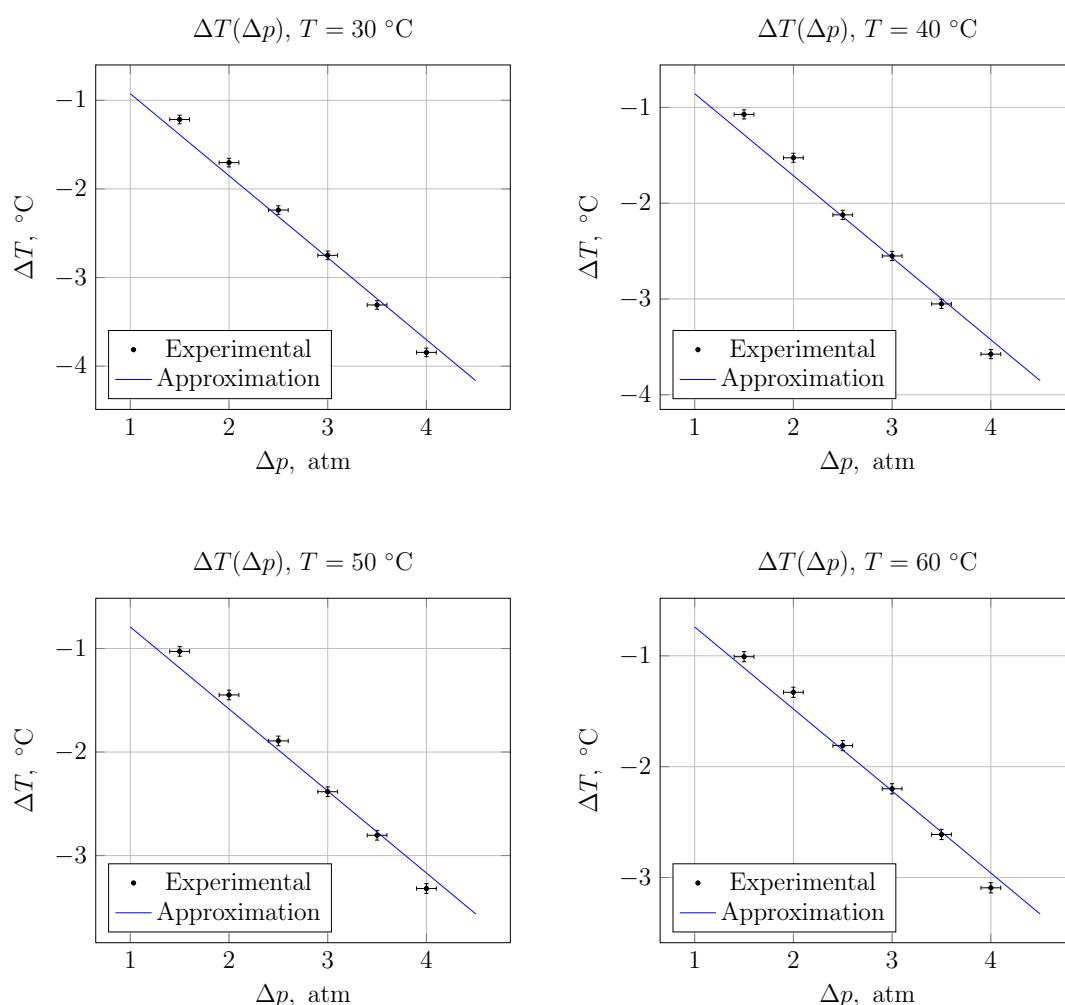 ΔT(Δp), T = 30 °C
−1
−2
−3
−4
ΔT, °C
Experimental
Approximation
1 2 3 4
Δp, atm
ΔT(Δp), T = 40 °C
−1
−2
−3
−4
ΔT, °C
Experimental
Approximation
1 2 3 4
Δp, atm
ΔT(Δp), T = 50 °C
−1
−2
−3
ΔT, °C
Experimental
Approximation
1 2 3 4
Δp, atm
ΔT(Δp), T = 60 °C
−1
−2
−3
ΔT, °C
Experimental
Approximation
1 2 3 4
Δp, atm